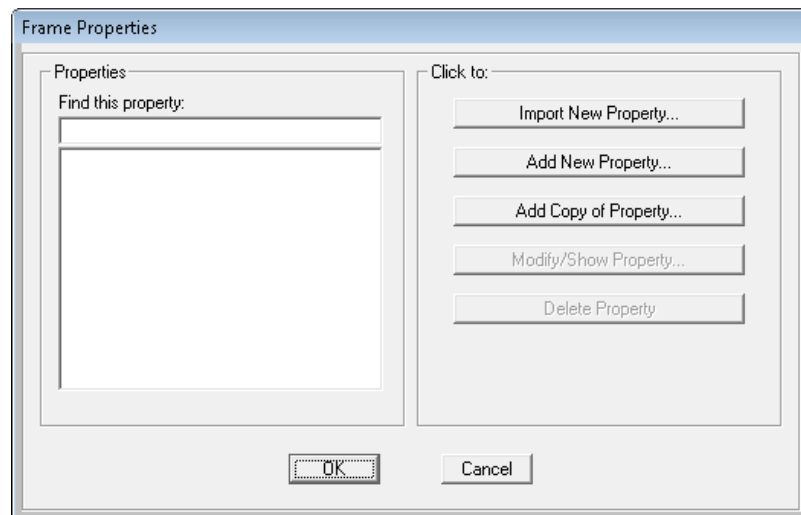 Frame Properties
Properties
Find this property:
Click to:
Import New Property...
Add New Property...
Add Copy of Property...
Modify/Show Property...
Delete Property
OK
Cancel